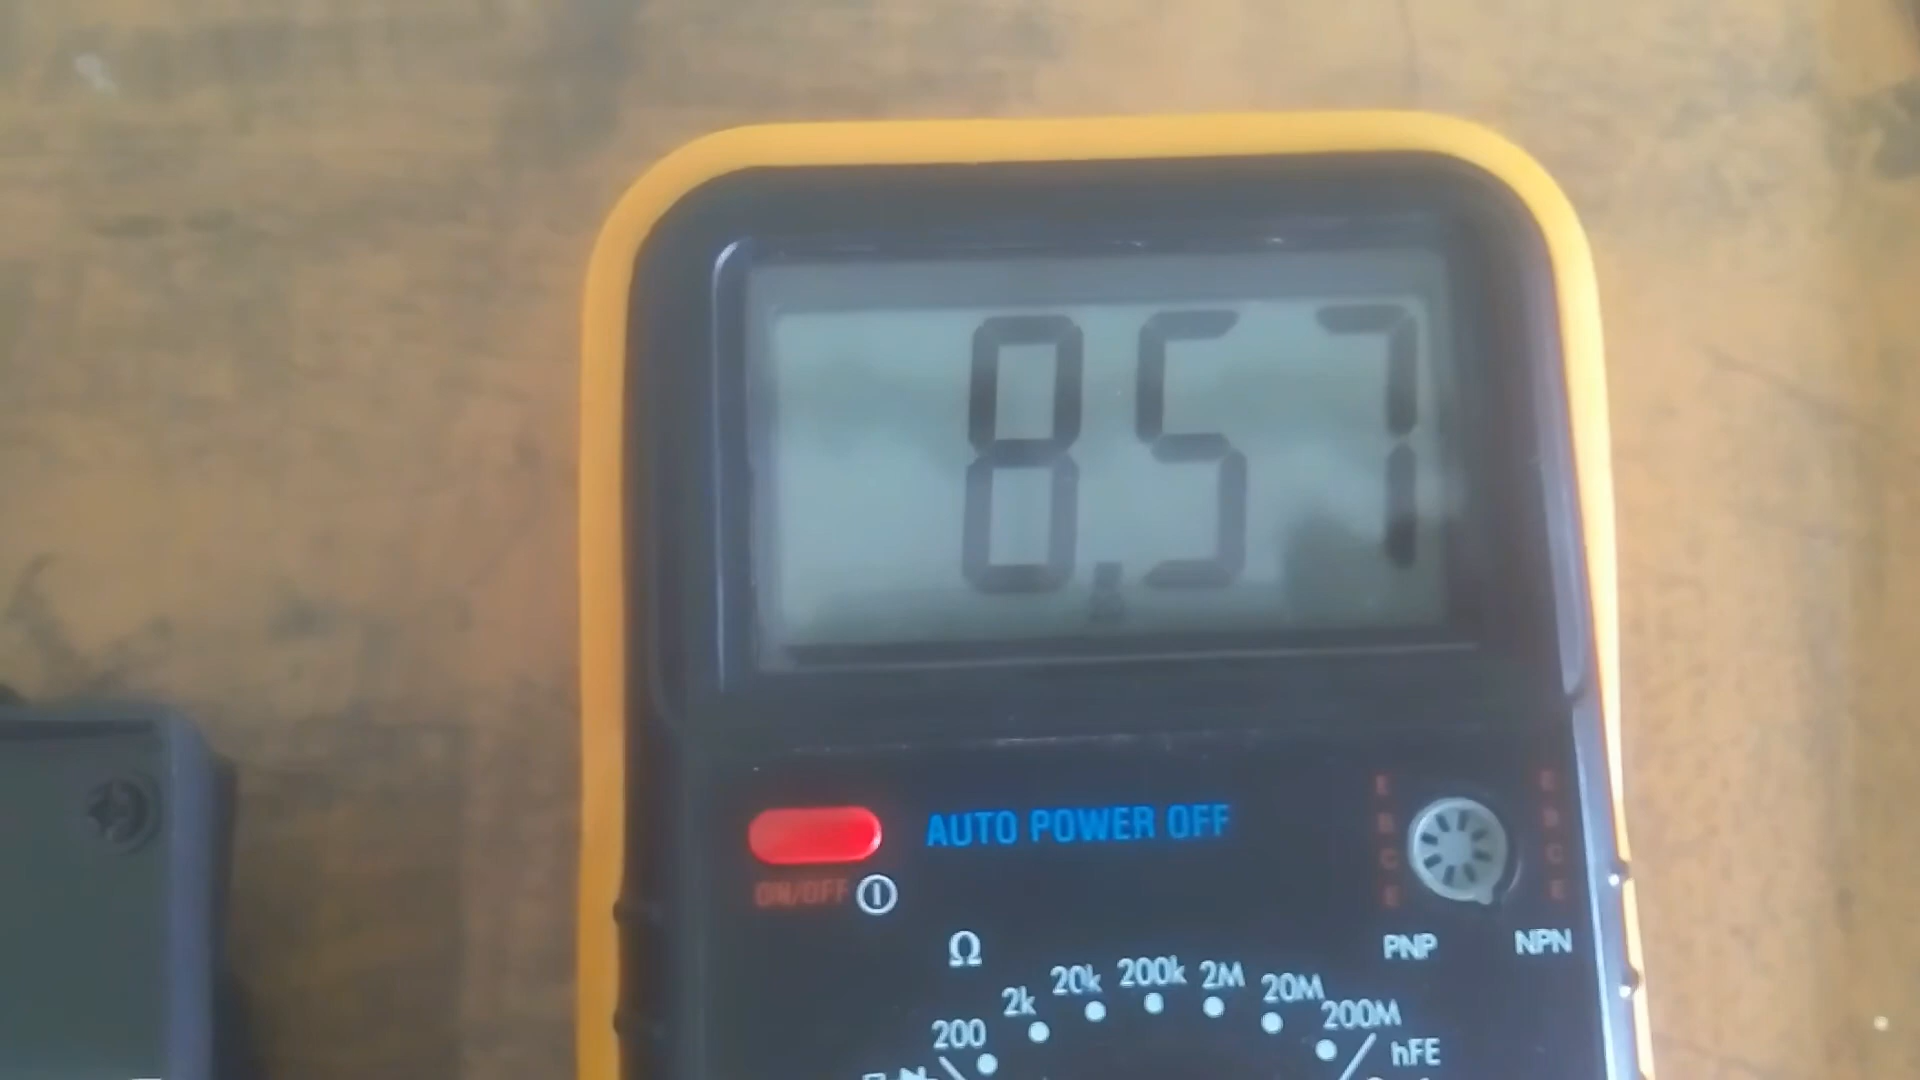 8.57
AUTO POWER OFF
ON/OFF
E
B
C
E
E
B
C
E
PNP
NPN
Ω
200
2k
20k
200k
2M
20M
200M
hFE